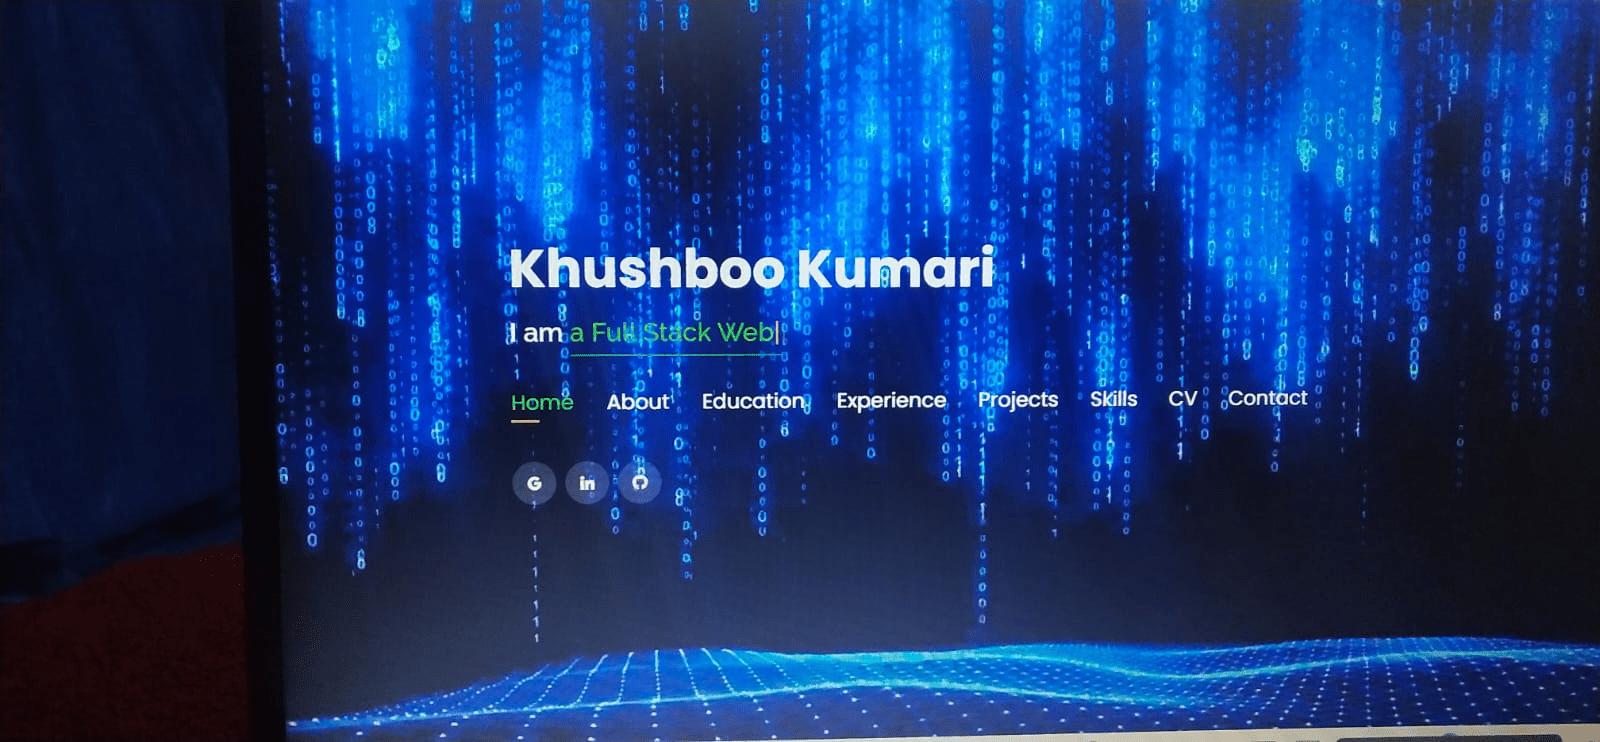 Khushboo Kumari
I am a Full Stack Web
Home About Education Experience Projects Skills CV Contact
G in